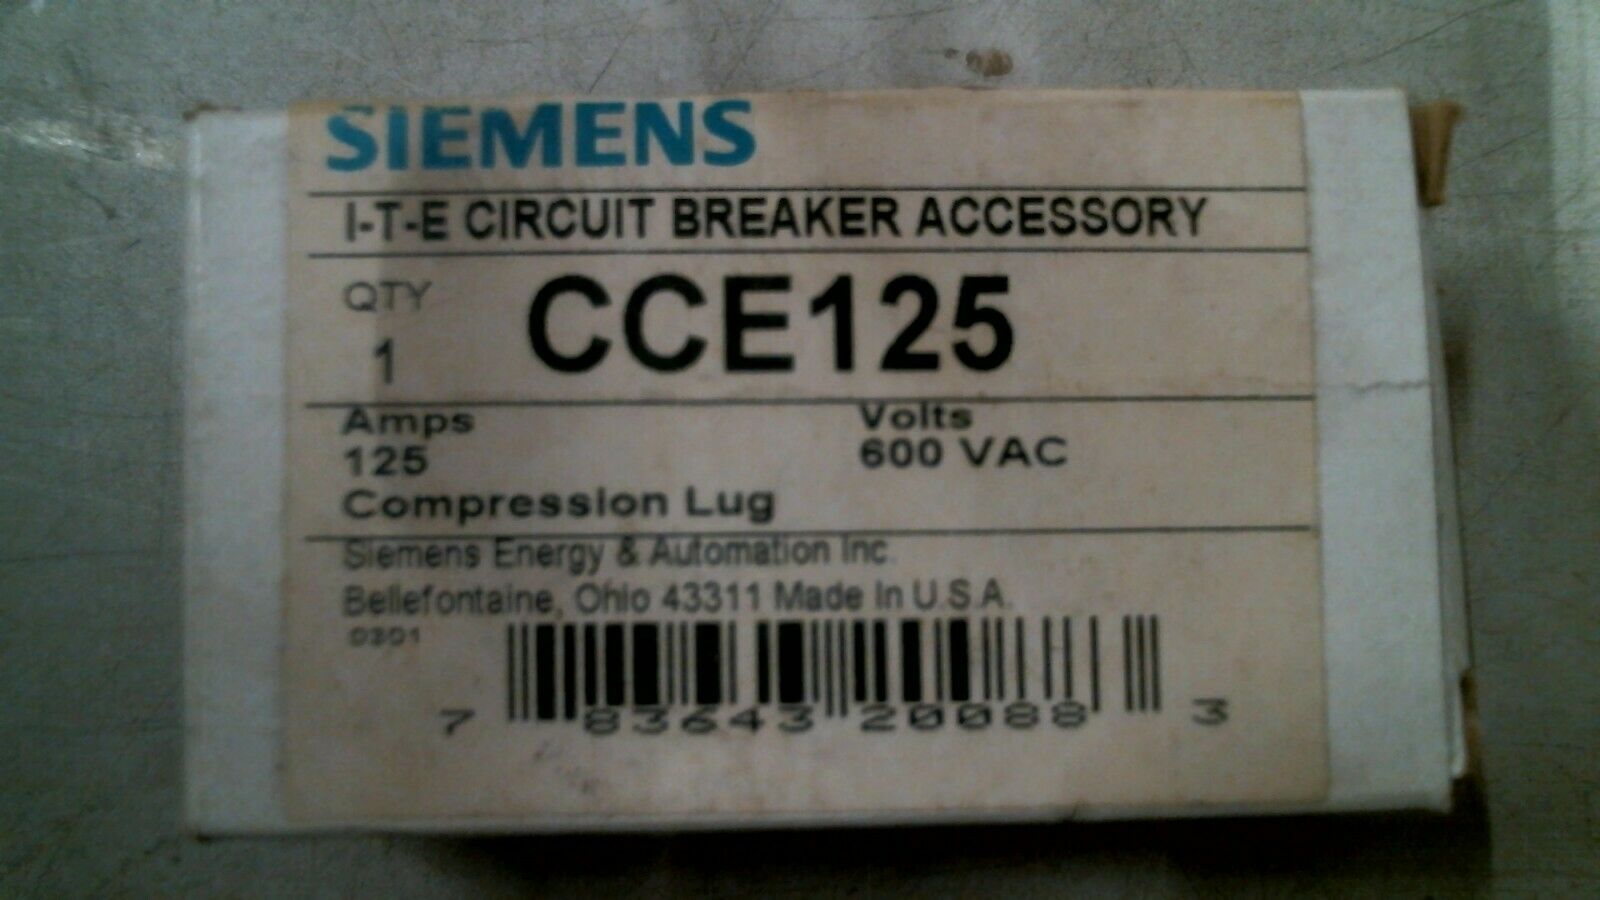 SIEMENS
I-T-E CIRCUIT BREAKER ACCESSORY
QTY
1
CCE125
Amps
125
Volts
600 VAC
Compression Lug
Siemens Energy & Automation Inc.
Bellefontaine, Ohio 43311 Made In U.S.A.
0301
7 83643 20088 3